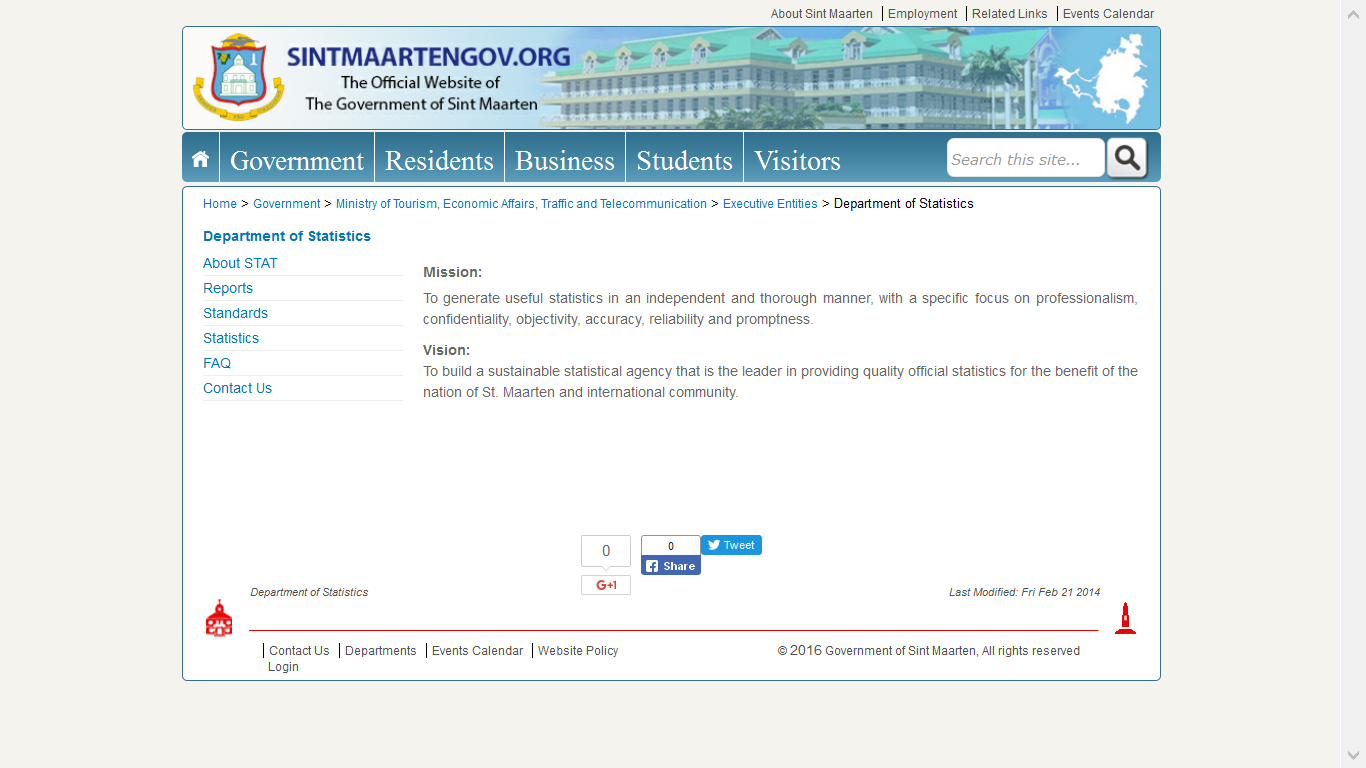 About Sint Maarten Employment Related Links Events Calendar
SINTMAARTENGOV.ORG
The Official Website of
The Government of Sint Maarten
Government Residents Business Students Visitors Search this site...
Home > Government > Ministry of Tourism, Economic Affairs, Traffic and Telecommunication > Executive Entities > Department of Statistics
Department of Statistics
About STAT
Reports
Standards
Statistics
FAQ
Contact Us
Mission:
To generate useful statistics in an independent and thorough manner, with a specific focus on professionalism,
confidentiality, objectivity, accuracy, reliability and promptness.
Vision:
To build a sustainable statistical agency that is the leader in providing quality official statistics for the benefit of the
nation of St. Maarten and international community.
0 0 Tweet
Share
G+1
Department of Statistics Last Modified: Fri Feb 21 2014
Contact Us Departments Events Calendar Website Policy © 2016 Government of Sint Maarten, All rights reserved
Login